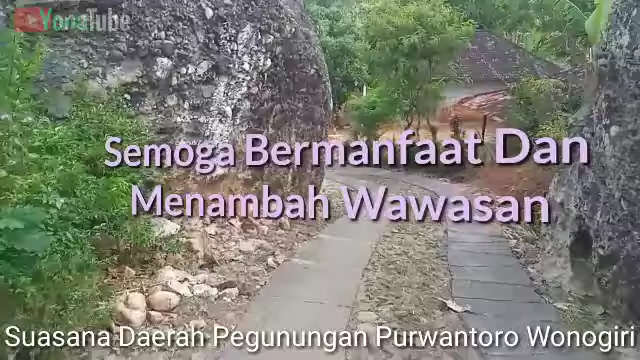 YonaTube
Semoga Bermanfaat Dan
Menambah Wawasan
Suasana Daerah Pegunungan Purwantoro Wonogiri